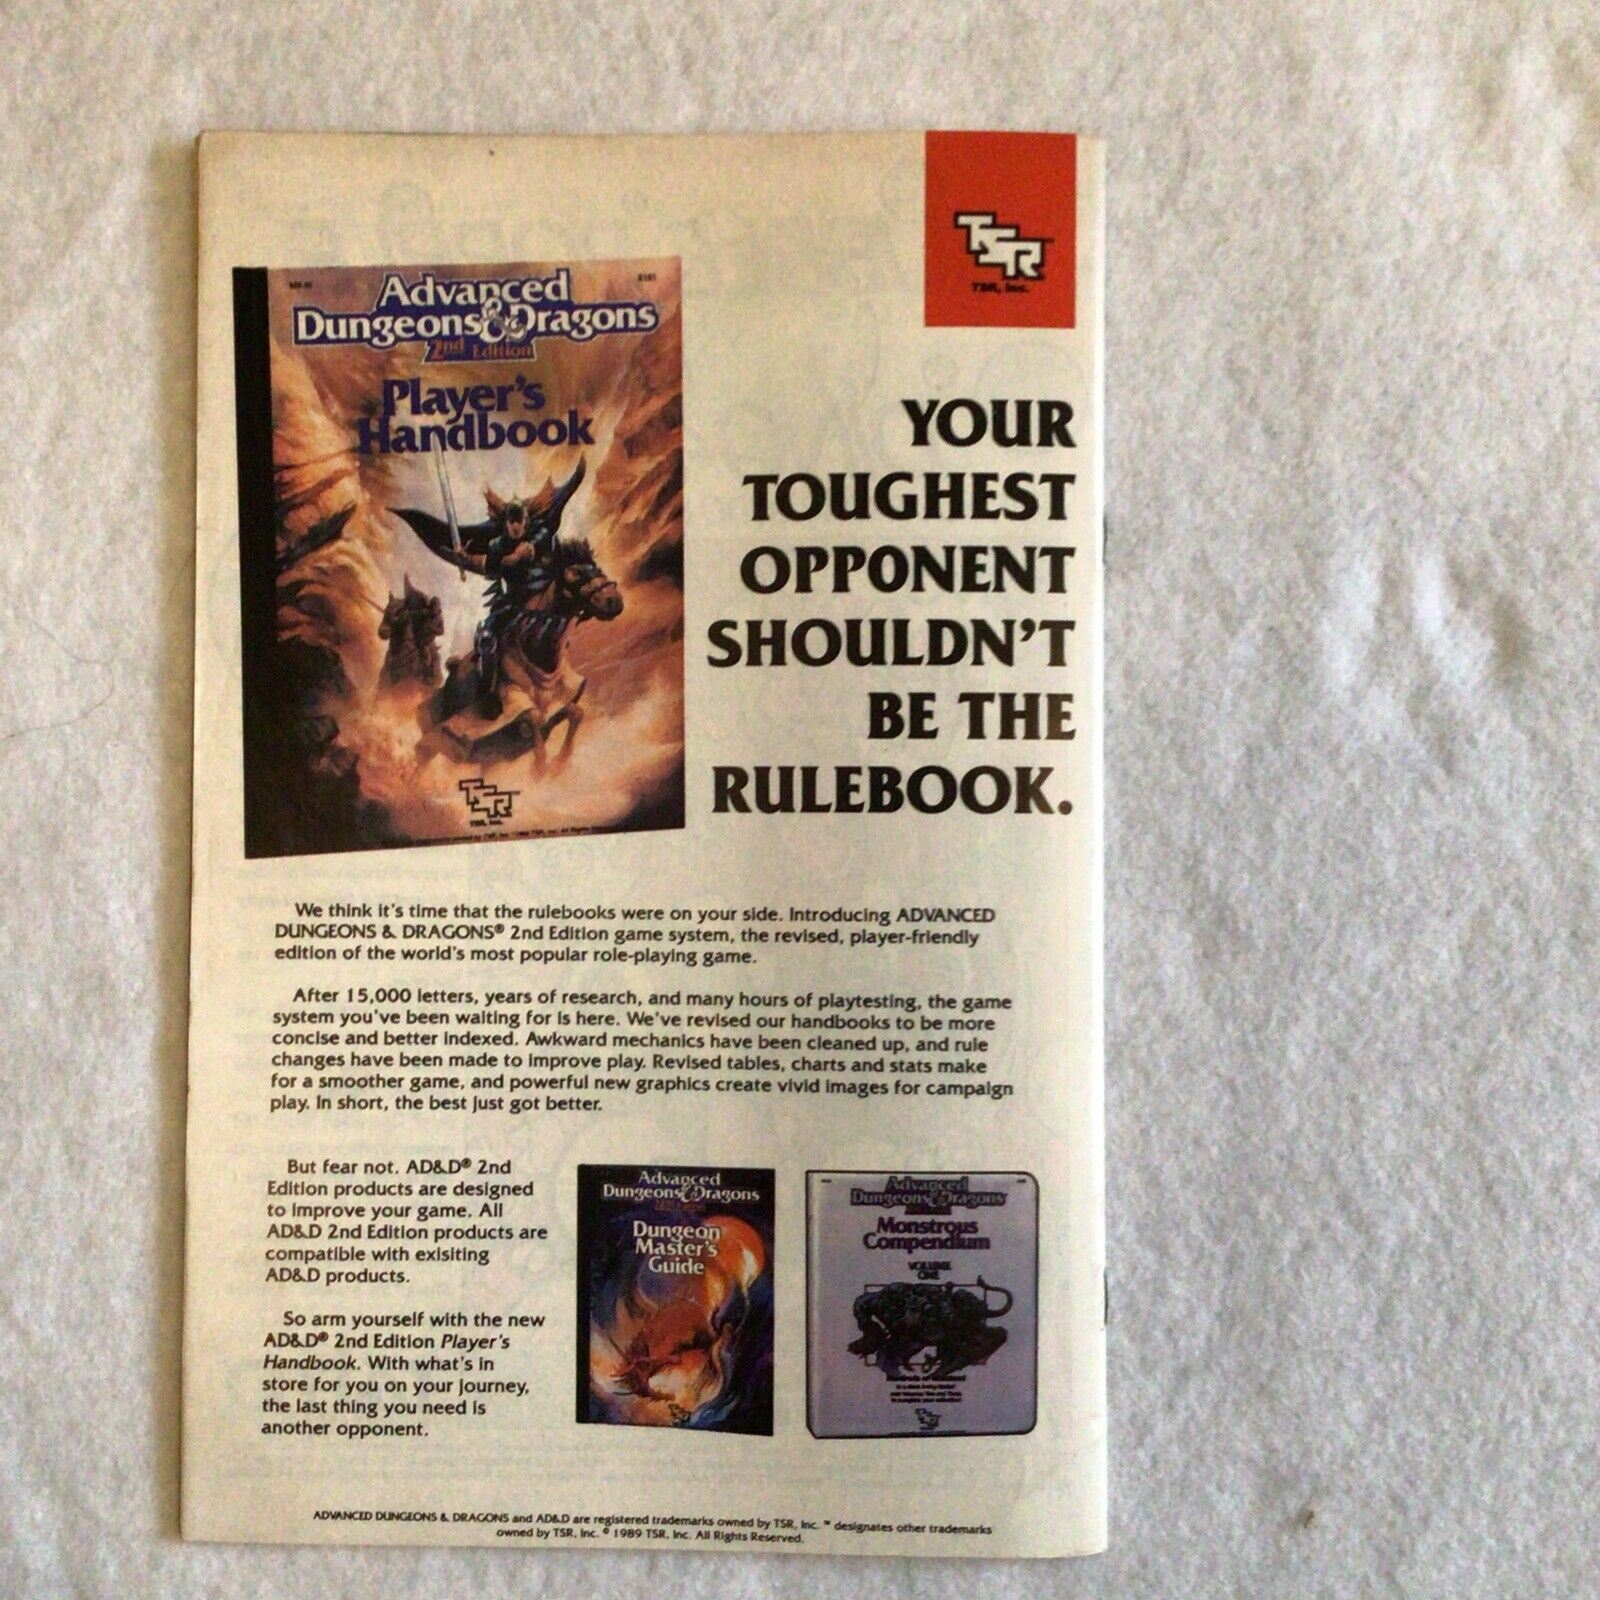 TSR
TSR, Inc.
Advanced
Dungeons & Dragons
2nd Edition
Player's
Handbook
TSR
TSR, Inc.
YOUR
TOUGHEST
OPPONENT
SHOULDN'T
BE THE
RULEBOOK.
We think it's time that the rulebooks were on your side. Introducing ADVANCED
DUNGEONS & DRAGONS® 2nd Edition game system, the revised, player-friendly
edition of the world's most popular role-playing game.
After 15,000 letters, years of research, and many hours of playtesting, the game
system you've been waiting for is here. We've revised our handbooks to be more
concise and better indexed. Awkward mechanics have been cleaned up, and rule
changes have been made to improve play. Revised tables, charts and stats make
for a smoother game, and powerful new graphics create vivid images for campaign
play. In short, the best just got better.
But fear not. AD&D® 2nd
Edition products are designed
to improve your game. All
AD&D 2nd Edition products are
compatible with exisiting
AD&D products.
So arm yourself with the new
AD&D® 2nd Edition Player's
Handbook. With what's in
store for you on your journey,
the last thing you need is
another opponent.
Advanced
Dungeons & Dragons
Dungeon
Master's
Guide
TSR
Advanced
Dungeons & Dragons
Monstrous
Compendium
VOLUME
ONE
TSR
ADVANCED DUNGEONS & DRAGONS and AD&D are registered trademarks owned by TSR, Inc. ™ designates other trademarks
owned by TSR, Inc. © 1989 TSR, Inc. All Rights Reserved.